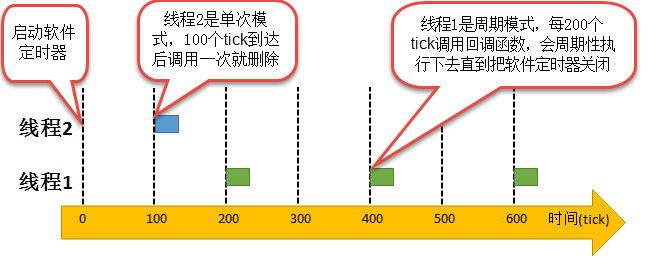 启动软件
定时器
线程2是单次模
式，100个tick到达
后调用一次就删除
线程1是周期模式，每200个
tick调用回调函数，会周期性执
行下去直到把软件定时器关闭
线程2
线程1
0 100 200 300 400 500 600 时间(tick)